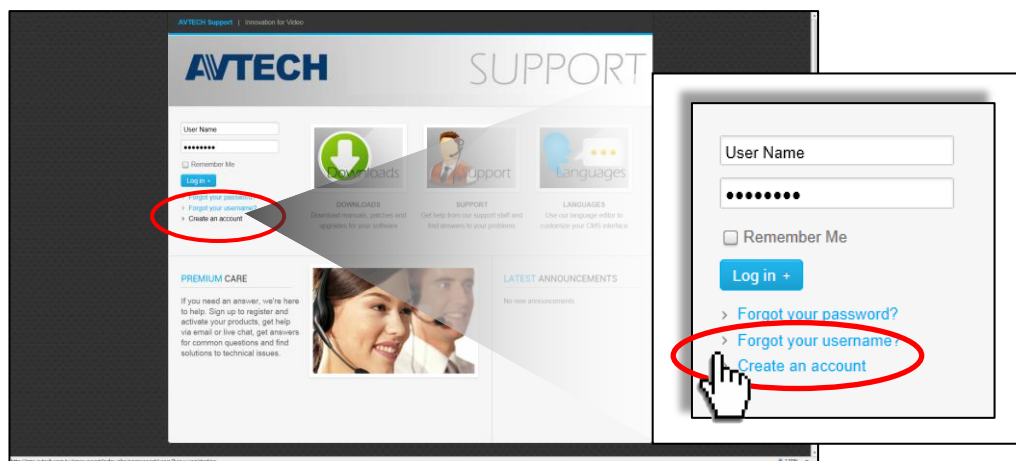 AVTECH Support | Innovation for Video
AVTECH
SUPPORT
User Name
••••••••
Remember Me
Log in +
› Forgot your password?
› Forgot your username?
› Create an account
Downloads
DOWNLOADS
Download manuals, patches and
upgrades for your software
Support
SUPPORT
Get help from our support staff and
find answers to your problems
Languages
LANGUAGES
Use our language editor to
customize your CMS interface
PREMIUM CARE
If you need an answer, we're here
to help. Sign up to register and
activate your products, get help
via email or live chat, get answers
for common questions and find
solutions to technical issues.
LATEST ANNOUNCEMENTS
No new announcements
User Name
••••••••
Remember Me
Log in +
› Forgot your password?
› Forgot your username?
Create an account